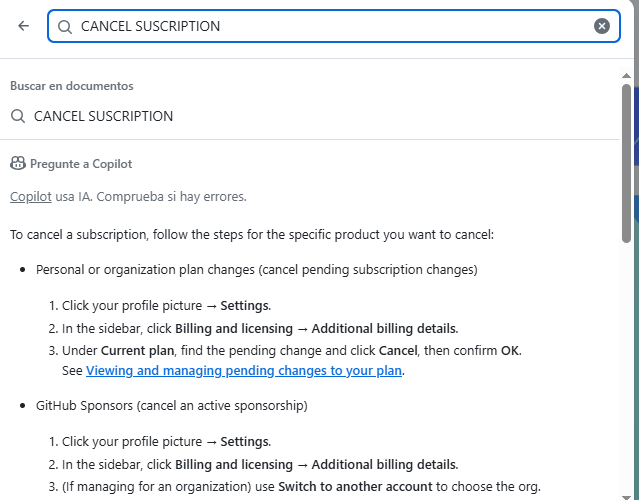 CANCEL SUSCRIPTION
Buscar en documentos
CANCEL SUSCRIPTION
Pregunte a Copilot
Copilot usa IA. Comprueba si hay errores.
To cancel a subscription, follow the steps for the specific product you want to cancel:
• Personal or organization plan changes (cancel pending subscription changes)
1. Click your profile picture → Settings.
2. In the sidebar, click Billing and licensing → Additional billing details.
3. Under Current plan, find the pending change and click Cancel, then confirm OK.
See Viewing and managing pending changes to your plan.
• GitHub Sponsors (cancel an active sponsorship)
1. Click your profile picture → Settings.
2. In the sidebar, click Billing and licensing → Additional billing details.
3. (If managing for an organization) use Switch to another account to choose the org.